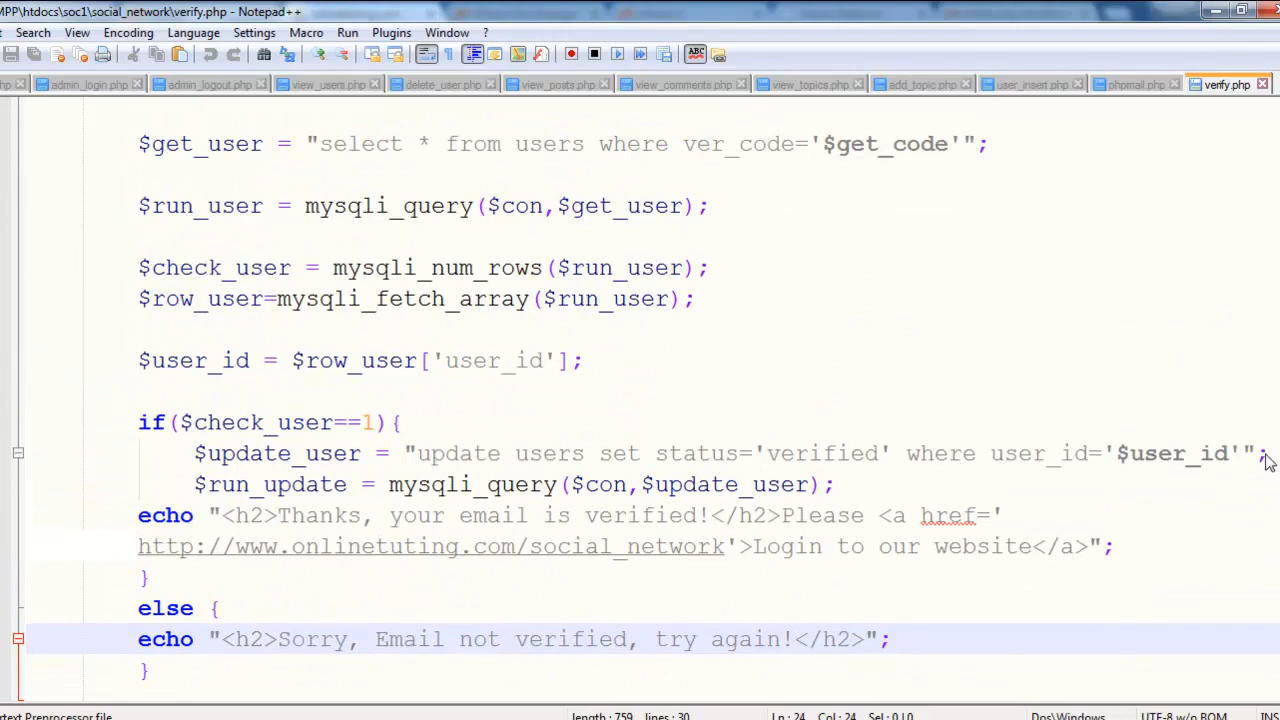 MPP\htdocs\soc1\social_network\verify.php - Notepad++
Search View Encoding Language Settings Macro Run Plugins Window ?
hp admin_login.php admin_logout.php view_users.php delete_user.php view_posts.php view_comments.php view_topics.php add_topic.php user_insert.php phpmail.php verify.php
$get_user = "select * from users where ver_code='$get_code'";
$run_user = mysqli_query($con,$get_user);
$check_user = mysqli_num_rows($run_user);
$row_user=mysqli_fetch_array($run_user);
$user_id = $row_user['user_id'];
if($check_user==1){
$update_user = "update users set status='verified' where user_id='$user_id'";
$run_update = mysqli_query($con,$update_user);
echo "<h2>Thanks, your email is verified!</h2>Please <a href='
http://www.onlinetuting.com/social_network'>Login to our website</a>";
}
else {
echo "<h2>Sorry, Email not verified, try again!</h2>";
}
rtext Preprocessor file length : 759 lines : 30 Ln : 24 Col : 24 Sel : 0 | 0 Dos\Windows UTF-8 w/o BOM INS